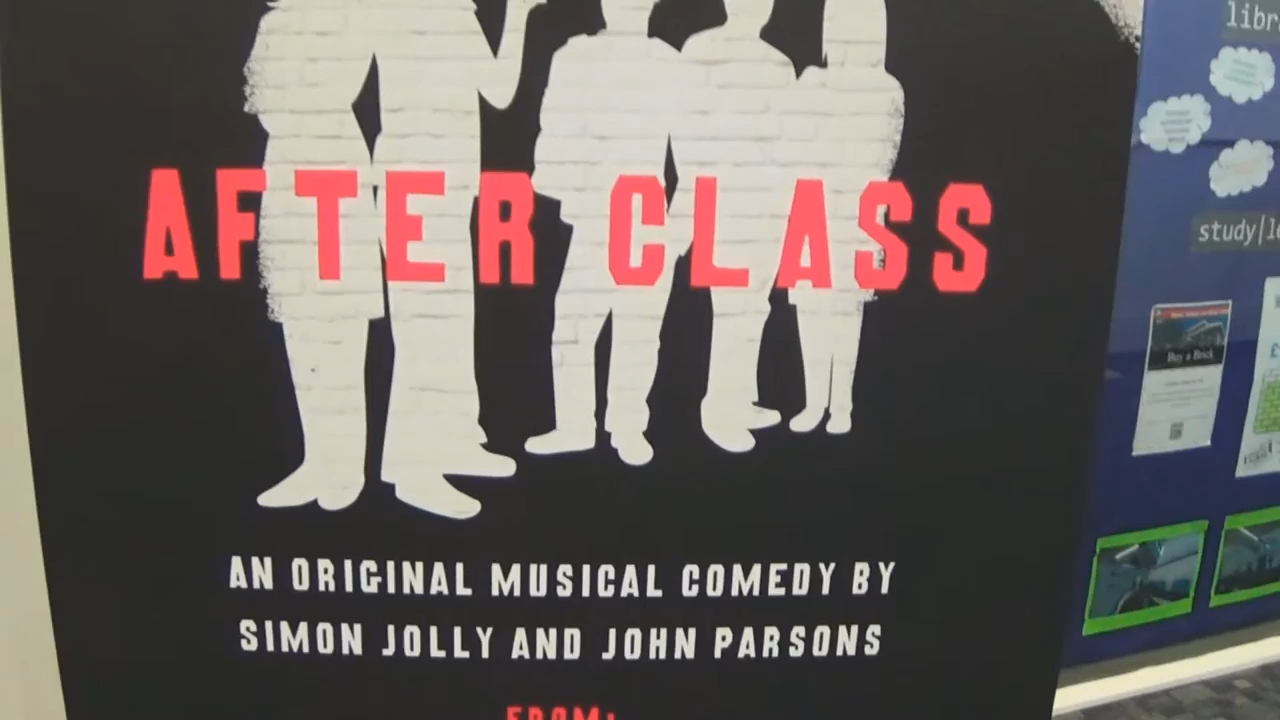 AFTER CLASS
AN ORIGINAL MUSICAL COMEDY BY
SIMON JOLLY AND JOHN PARSONS
FROM:
libr
study|le
Buy a Brick
£